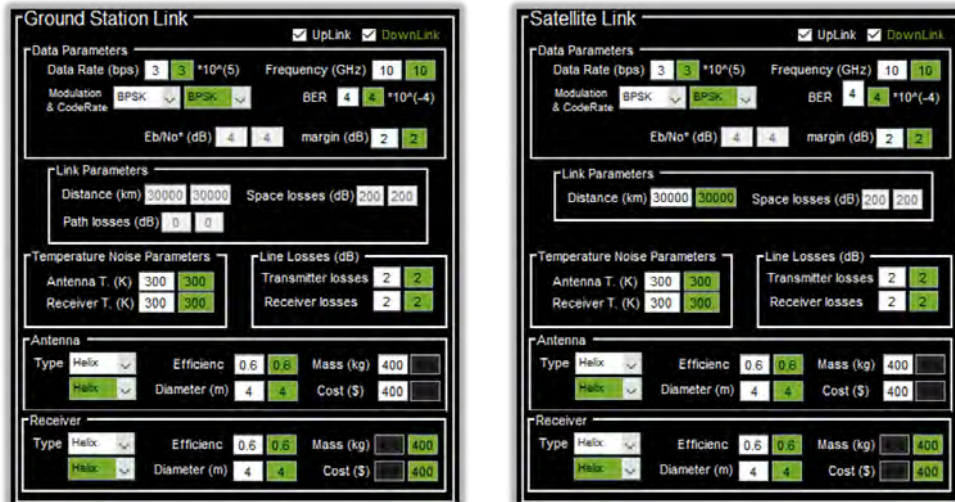 Ground Station Link
UpLink DownLink
Data Parameters
Data Rate (bps) 3 3 *10^(5) Frequency (GHz) 10 10
Modulation & CodeRate BPSK BPSK BER 4 4 *10^(-4)
Eb/No* (dB) 4 4 margin (dB) 2 2
Link Parameters
Distance (km) 30000 30000 Space losses (dB) 200 200
Path losses (dB) 0 0
Temperature Noise Parameters
Antenna T. (K) 300 300
Receiver T. (K) 300 300
Line Losses (dB)
Transmitter losses 2 2
Receiver losses 2 2
Antenna
Type Helix Efficienc 0.6 0.6 Mass (kg) 400
Helix Diameter (m) 4 4 Cost ($) 400
Receiver
Type Helix Efficienc 0.6 0.6 Mass (kg) 400
Helix Diameter (m) 4 4 Cost ($) 400
Satellite Link
UpLink DownLink
Data Parameters
Data Rate (bps) 3 3 *10^(5) Frequency (GHz) 10 10
Modulation & CodeRate BPSK BPSK BER 4 4 *10^(-4)
Eb/No* (dB) 4 4 margin (dB) 2 2
Link Parameters
Distance (km) 30000 30000 Space losses (dB) 200 200
Temperature Noise Parameters
Antenna T. (K) 300 300
Receiver T. (K) 300 300
Line Losses (dB)
Transmitter losses 2 2
Receiver losses 2 2
Antenna
Type Helix Efficienc 0.6 0.6 Mass (kg) 400
Helix Diameter (m) 4 4 Cost ($) 400
Receiver
Type Helix Efficienc 0.6 0.6 Mass (kg) 400
Helix Diameter (m) 4 4 Cost ($) 400